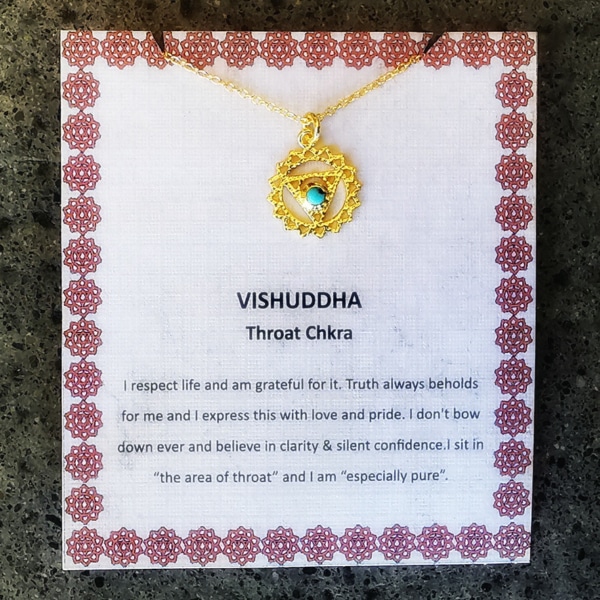 VISHUDDHA
Throat Chkra
I respect life and am grateful for it. Truth always beholds
for me and I express this with love and pride. I don't bow
down ever and believe in clarity & silent confidence.I sit in
“the area of throat” and I am “especially pure”.